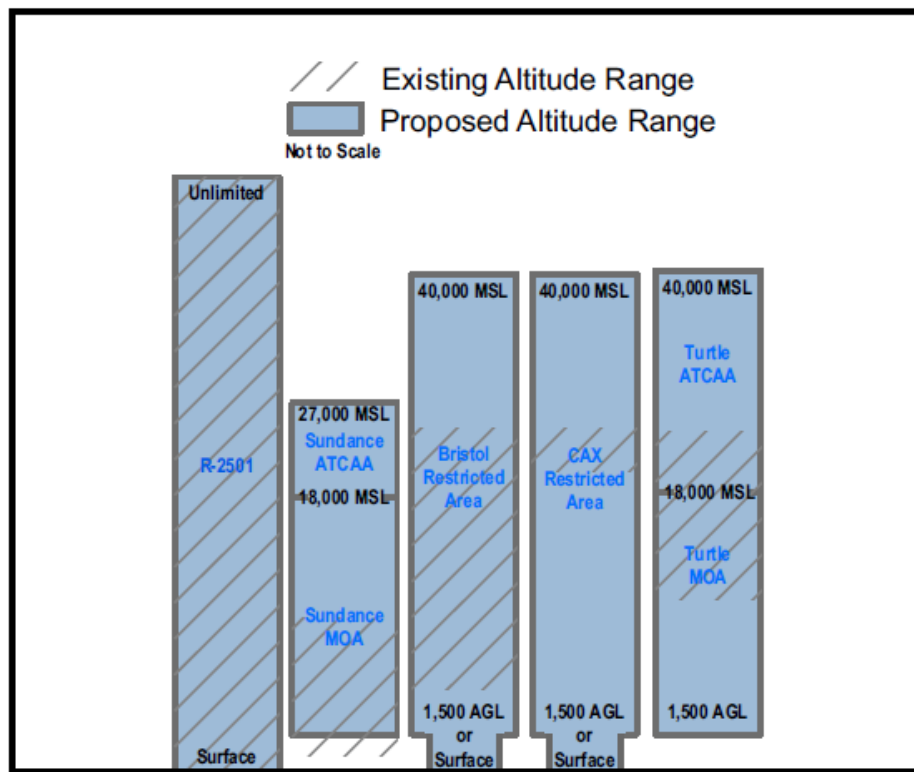 Existing Altitude Range
Proposed Altitude Range
Not to Scale
Unlimited
R-2501
Surface
27,000 MSL
Sundance
ATCAA
18,000 MSL
Sundance
MOA
40,000 MSL
Bristol
Restricted
Area
1,500 AGL
or
Surface
40,000 MSL
CAX
Restricted
Area
1,500 AGL
or
Surface
40,000 MSL
Turtle
ATCAA
18,000 MSL
Turtle
MOA
1,500 AGL